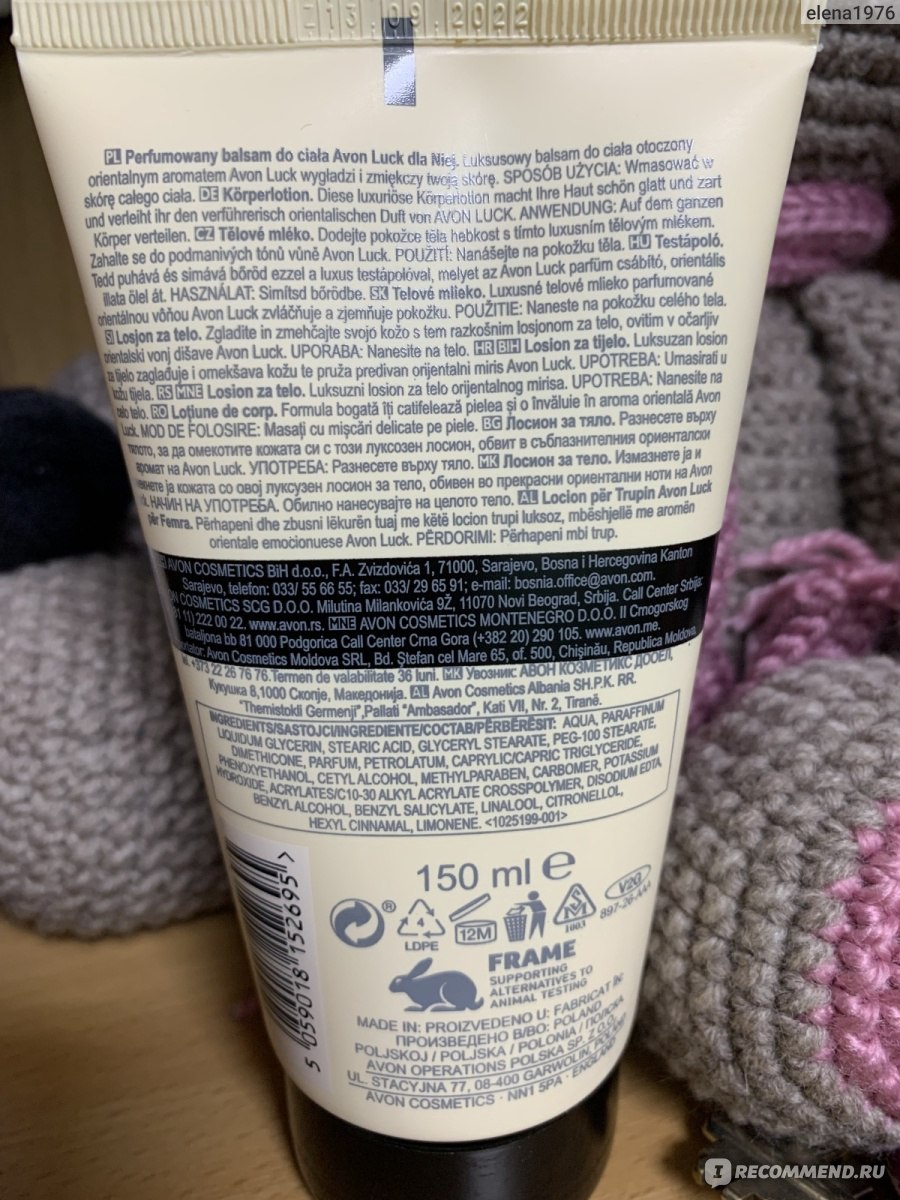 elena1976
13.09.2022
PL Perfumowany balsam do ciała Avon Luck dla Niej. Luksusowy balsam do ciała otoczony
orientalnym aromatem Avon Luck wygładzi i zmiękczy twoją skórę. SPOSÓB UŻYCIA: Wmasować w
skórę całego ciała. DE Körperlotion. Diese luxuriöse Körperlotion macht Ihre Haut schön glatt und zart
und verleiht ihr den verführerisch orientalischen Duft von AVON LUCK. ANWENDUNG: Auf dem ganzen
Körper verteilen. CZ Tělové mléko. Dodejte pokožce těla hebkost s tímto luxusním tělovým mlékem.
Zahalte se do podmanivých tónů vůně Avon Luck. POUŽITÍ: Nanášejte na pokožku těla. HU Testápoló.
Tedd puhává és simává bőröd ezzel a luxus testápolóval, melyet az Avon Luck parfüm csábító, orientális
illata ölel át. HASZNÁLAT: Simítsd bőrödbe. SK Telové mlieko. Luxusné telové mlieko parfumované
orientálnou vôňou Avon Luck zvláčňuje a zjemňuje pokožku. POUŽITIE: Naneste na pokožku celého tela.
SI Losjon za telo. Zgladite in zmehčajte svojo kožo s tem razkošnim losjonom za telo, ovitim v očarljiv
orientalski vonj dišave Avon Luck. UPORABA: Nanesite na telo. HR BIH Losion za tijelo. Luksuzan losion
za tijelo zaglađuje i omekšava kožu te pruža predivan orijentalni miris Avon Luck. UPOTREBA: Umasirati u
kožu tijela. RS MNE Losion za telo. Luksuzni losion za telo orijentalnog mirisa. UPOTREBA: Nanesite na
celo telo. RO Loțiune de corp. Formula bogată îți catifelează pielea și o învăluie în aroma orientală Avon
Luck. MOD DE FOLOSIRE: Masați cu mișcări delicate pe piele. BG Лосион за тяло. Разнесете върху
тялото, за да омекотите кожата си с този луксозен лосион, обвит в съблазнителния ориенталски
аромат на Avon Luck. УПОТРЕБА: Разнесете върху тяло. MK Лосион за тело. Измазнете ја и
омекнете ја кожата со овој луксузен лосион за тело, обивен во прекрасни ориентални ноти на Avon
Luck. НАЧИН НА УПОТРЕБА. Обилно нанесувајте на целото тело. AL Locion për Trupin Avon Luck
për Femra. Përhapeni dhe zbusni lëkurën tuaj me këtë locion trupi luksoz, mbështjellë me aromën
orientale emocionuese Avon Luck. PËRDORIMI: Përhapeni mbi trup.
AVON COSMETICS BiH d.o.o., F.A. Zvizdovića 1, 71000, Sarajevo, Bosna i Hercegovina Kanton
Sarajevo, telefon: 033/ 55 66 55; fax: 033/ 29 65 91; e-mail: bosnia.office@avon.com.
COSMETICS SCG D.O.O. Milutina Milankovića 9Ž, 11070 Novi Beograd, Srbija. Call Center Srbija:
11) 222 00 22. www.avon.rs. MNE AVON COSMETICS MONTENEGRO D.O.O. II Crnogorskog
bataljona bb 81 000 Podgorica Call Center Crna Gora (+382 20) 290 105. www.avon.me.
Avon Cosmetics Moldova SRL, Bd. Ștefan cel Mare 65, of. 500, Chișinău, Republica Moldova,
+373 22 26 76 76.Termen de valabilitate 36 luni. MK Увозник: АВОН КОЗМЕТИКС ДООЕЛ,
Кукушка 8,1000 Скопје, Македонија. AL Avon Cosmetics Albania SH.P.K. RR.
"Themistokli Germenji",Pallati "Ambasador", Kati VII, Nr. 2, Tiranë.
INGREDIENTS/SASTOJCI/INGREDIENTE/СОСТАВ/PËRBËRËSIT: AQUA, PARAFFINUM
LIQUIDUM GLYCERIN, STEARIC ACID, GLYCERYL STEARATE, PEG-100 STEARATE,
DIMETHICONE, PARFUM, PETROLATUM, CAPRYLIC/CAPRIC TRIGLYCERIDE,
PHENOXYETHANOL, CETYL ALCOHOL, METHYLPARABEN, CARBOMER, POTASSIUM
HYDROXIDE, ACRYLATES/C10-30 ALKYL ACRYLATE CROSSPOLYMER, DISODIUM EDTA,
BENZYL ALCOHOL, BENZYL SALICYLATE, LINALOOL, CITRONELLOL,
HEXYL CINNAMAL, LIMONENE. <1025199-001>
150 ml e
4
LDPE
12M
1003
V2G
897-26-AAA
5 059018 152695 >
FRAME
SUPPORTING
ALTERNATIVES TO
ANIMAL TESTING
MADE IN: PROIZVEDENO U: FABRICAT ÎN:
ПРОИЗВЕДЕНО В/ВО: POLAND
POLJSKOJ / POLJSKA / POLONIA / ПОЛСКА
AVON OPERATIONS POLSKA SP. Z O.O.
UL. STACYJNA 77, 08-400 GARWOLIN,
AVON COSMETICS · NN1 5PA · ENGLAND
I RECOMMEND.RU